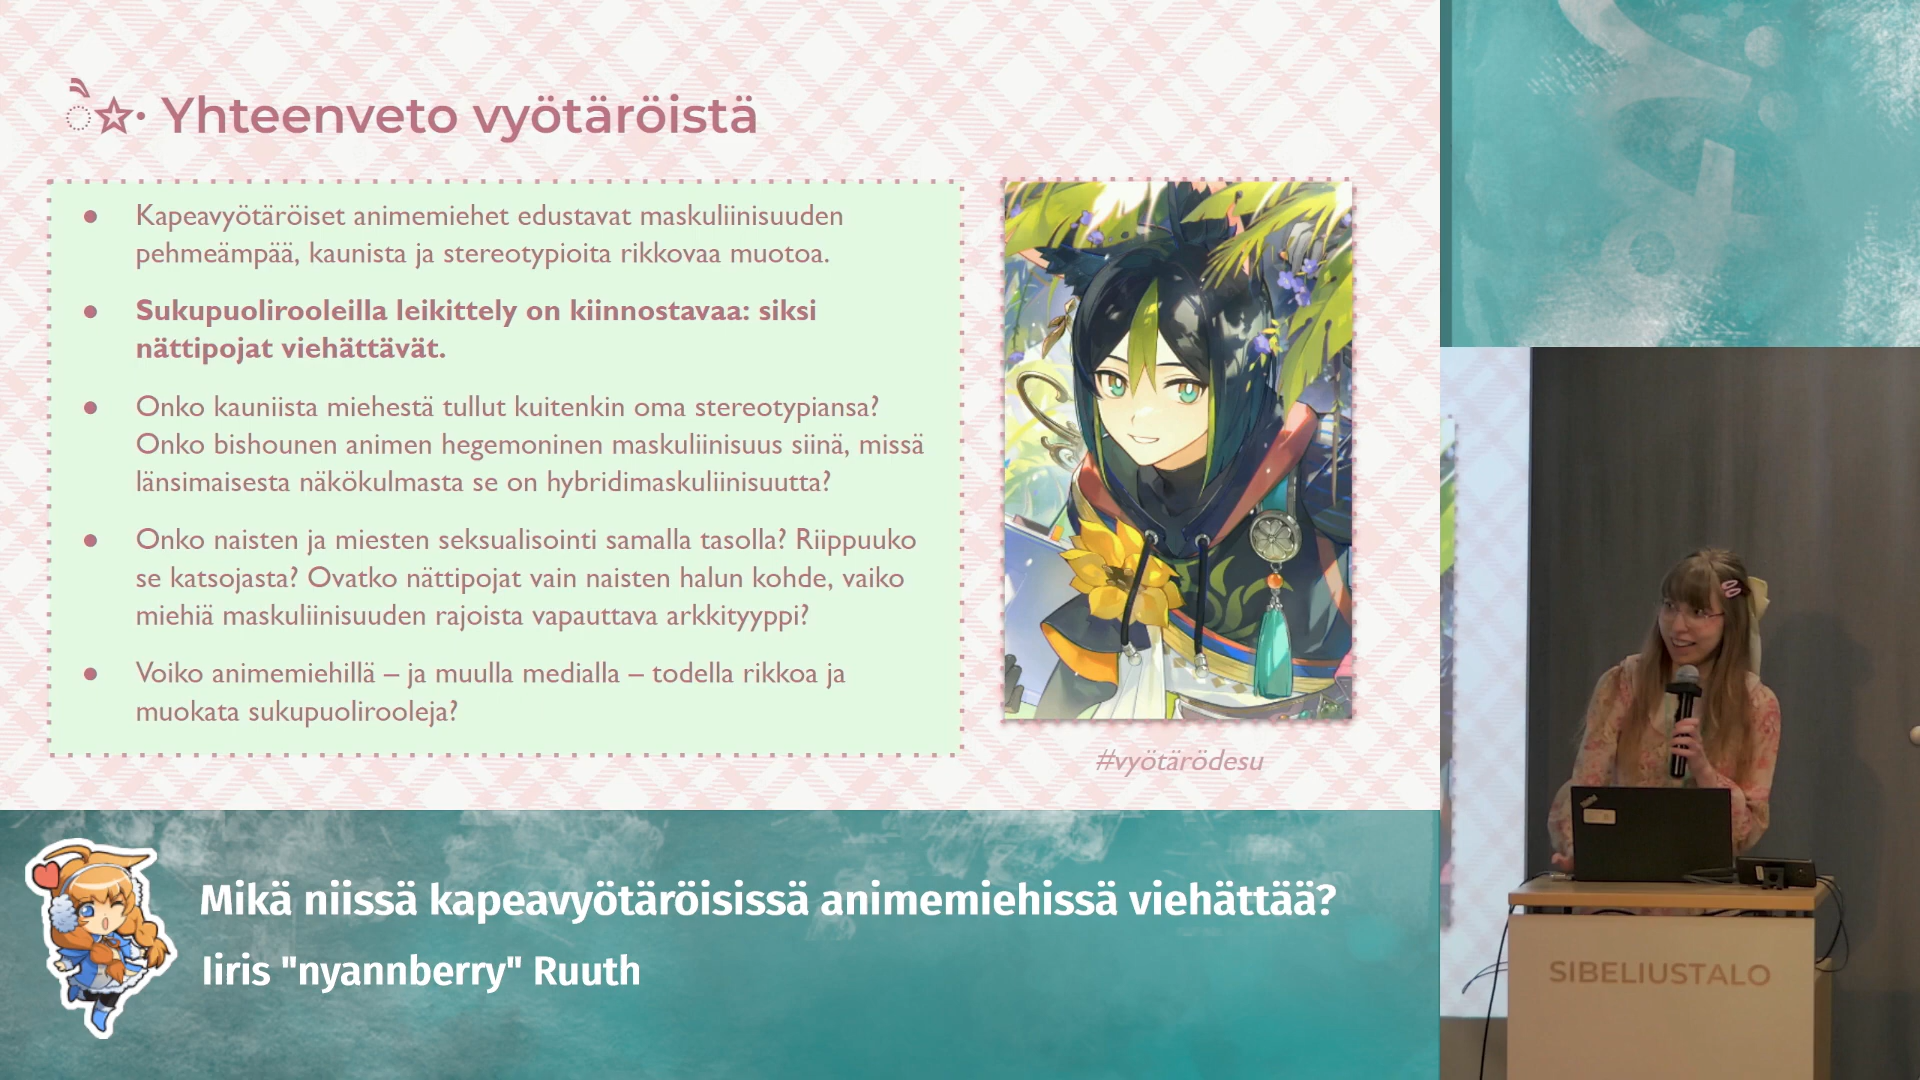 Yhteenveto vyötäröistä
Kapeavyötäröiset animemiehet edustavat maskuliinisuuden
pehmeämpää, kaunista ja stereotypioita rikkovaa muotoa.
Sukupuolirooleilla leikittely on kiinnostavaa: siksi
nättipojat viehättävät.
Onko kauniista miehestä tullut kuitenkin oma stereotypiansa?
Onko bishounen animen hegemoninen maskuliinisuus siinä, missä
länsimaisesta näkökulmasta se on hybridimaskuliinisuutta?
Onko naisten ja miesten seksualisointi samalla tasolla? Riippuuko
se katsojasta? Ovatko nättipojat vain naisten halun kohde, vaiko
miehiä maskuliinisuuden rajoista vapauttava arkkityyppi?
Voiko animemiehillä – ja muulla medialla – todella rikkoa ja
muokata sukupuolirooleja?
#vyötärödesu
Mikä niissä kapeavyötäröisissä animemiehissä viehättää?
Iiris "nyannberry" Ruuth
SIBELIUSTALO